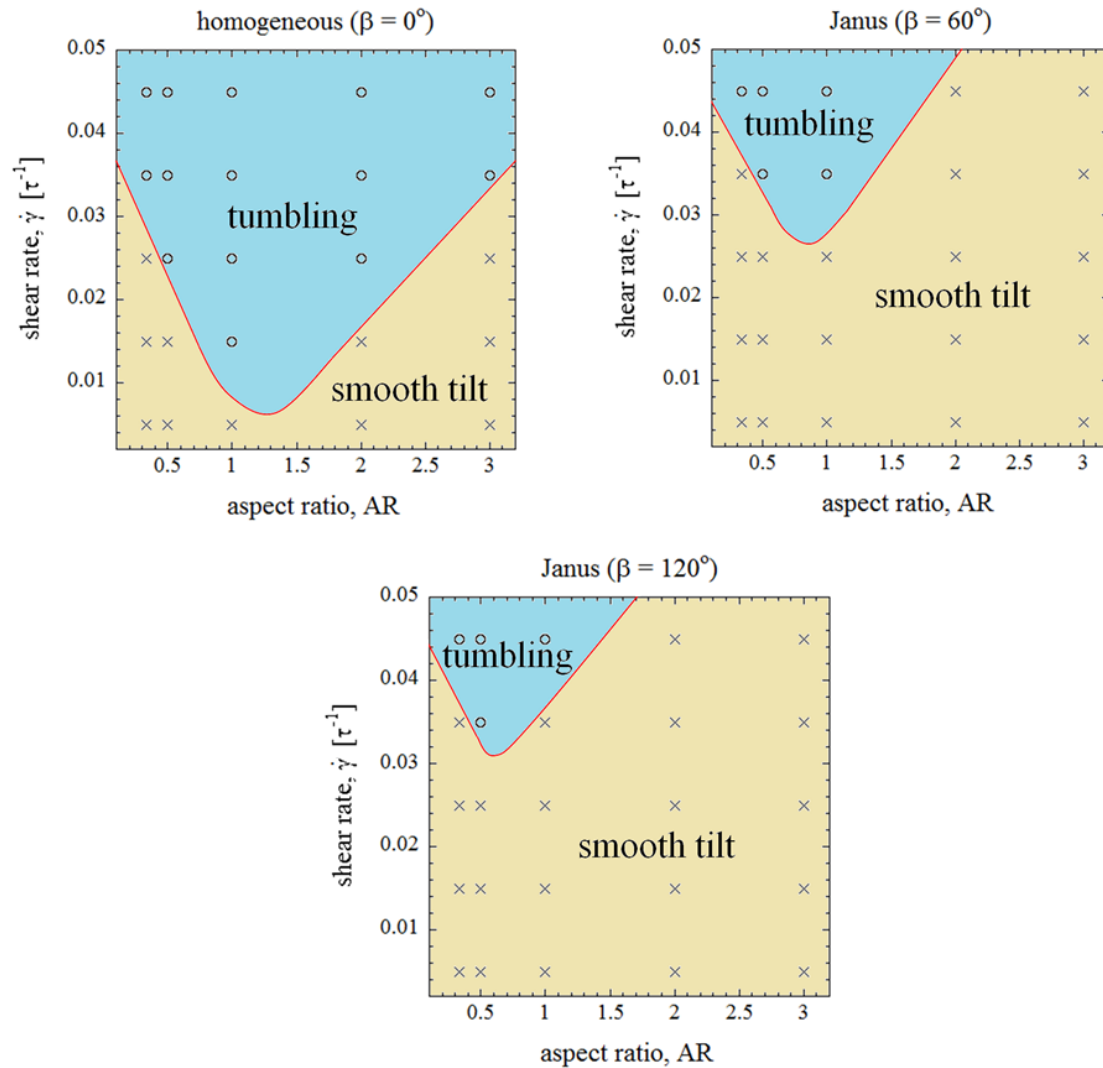 homogeneous (β = 0°)
0.05
0.04
0.03
0.02
0.01
shear rate, γ̇ [τ⁻¹]
tumbling
smooth tilt
0.5 1 1.5 2 2.5 3
aspect ratio, AR
Janus (β = 60°)
0.05
0.04
0.03
0.02
0.01
shear rate, γ̇ [τ⁻¹]
tumbling
smooth tilt
0.5 1 1.5 2 2.5 3
aspect ratio, AR
Janus (β = 120°)
0.05
0.04
0.03
0.02
0.01
shear rate, γ̇ [τ⁻¹]
tumbling
smooth tilt
0.5 1 1.5 2 2.5 3
aspect ratio, AR